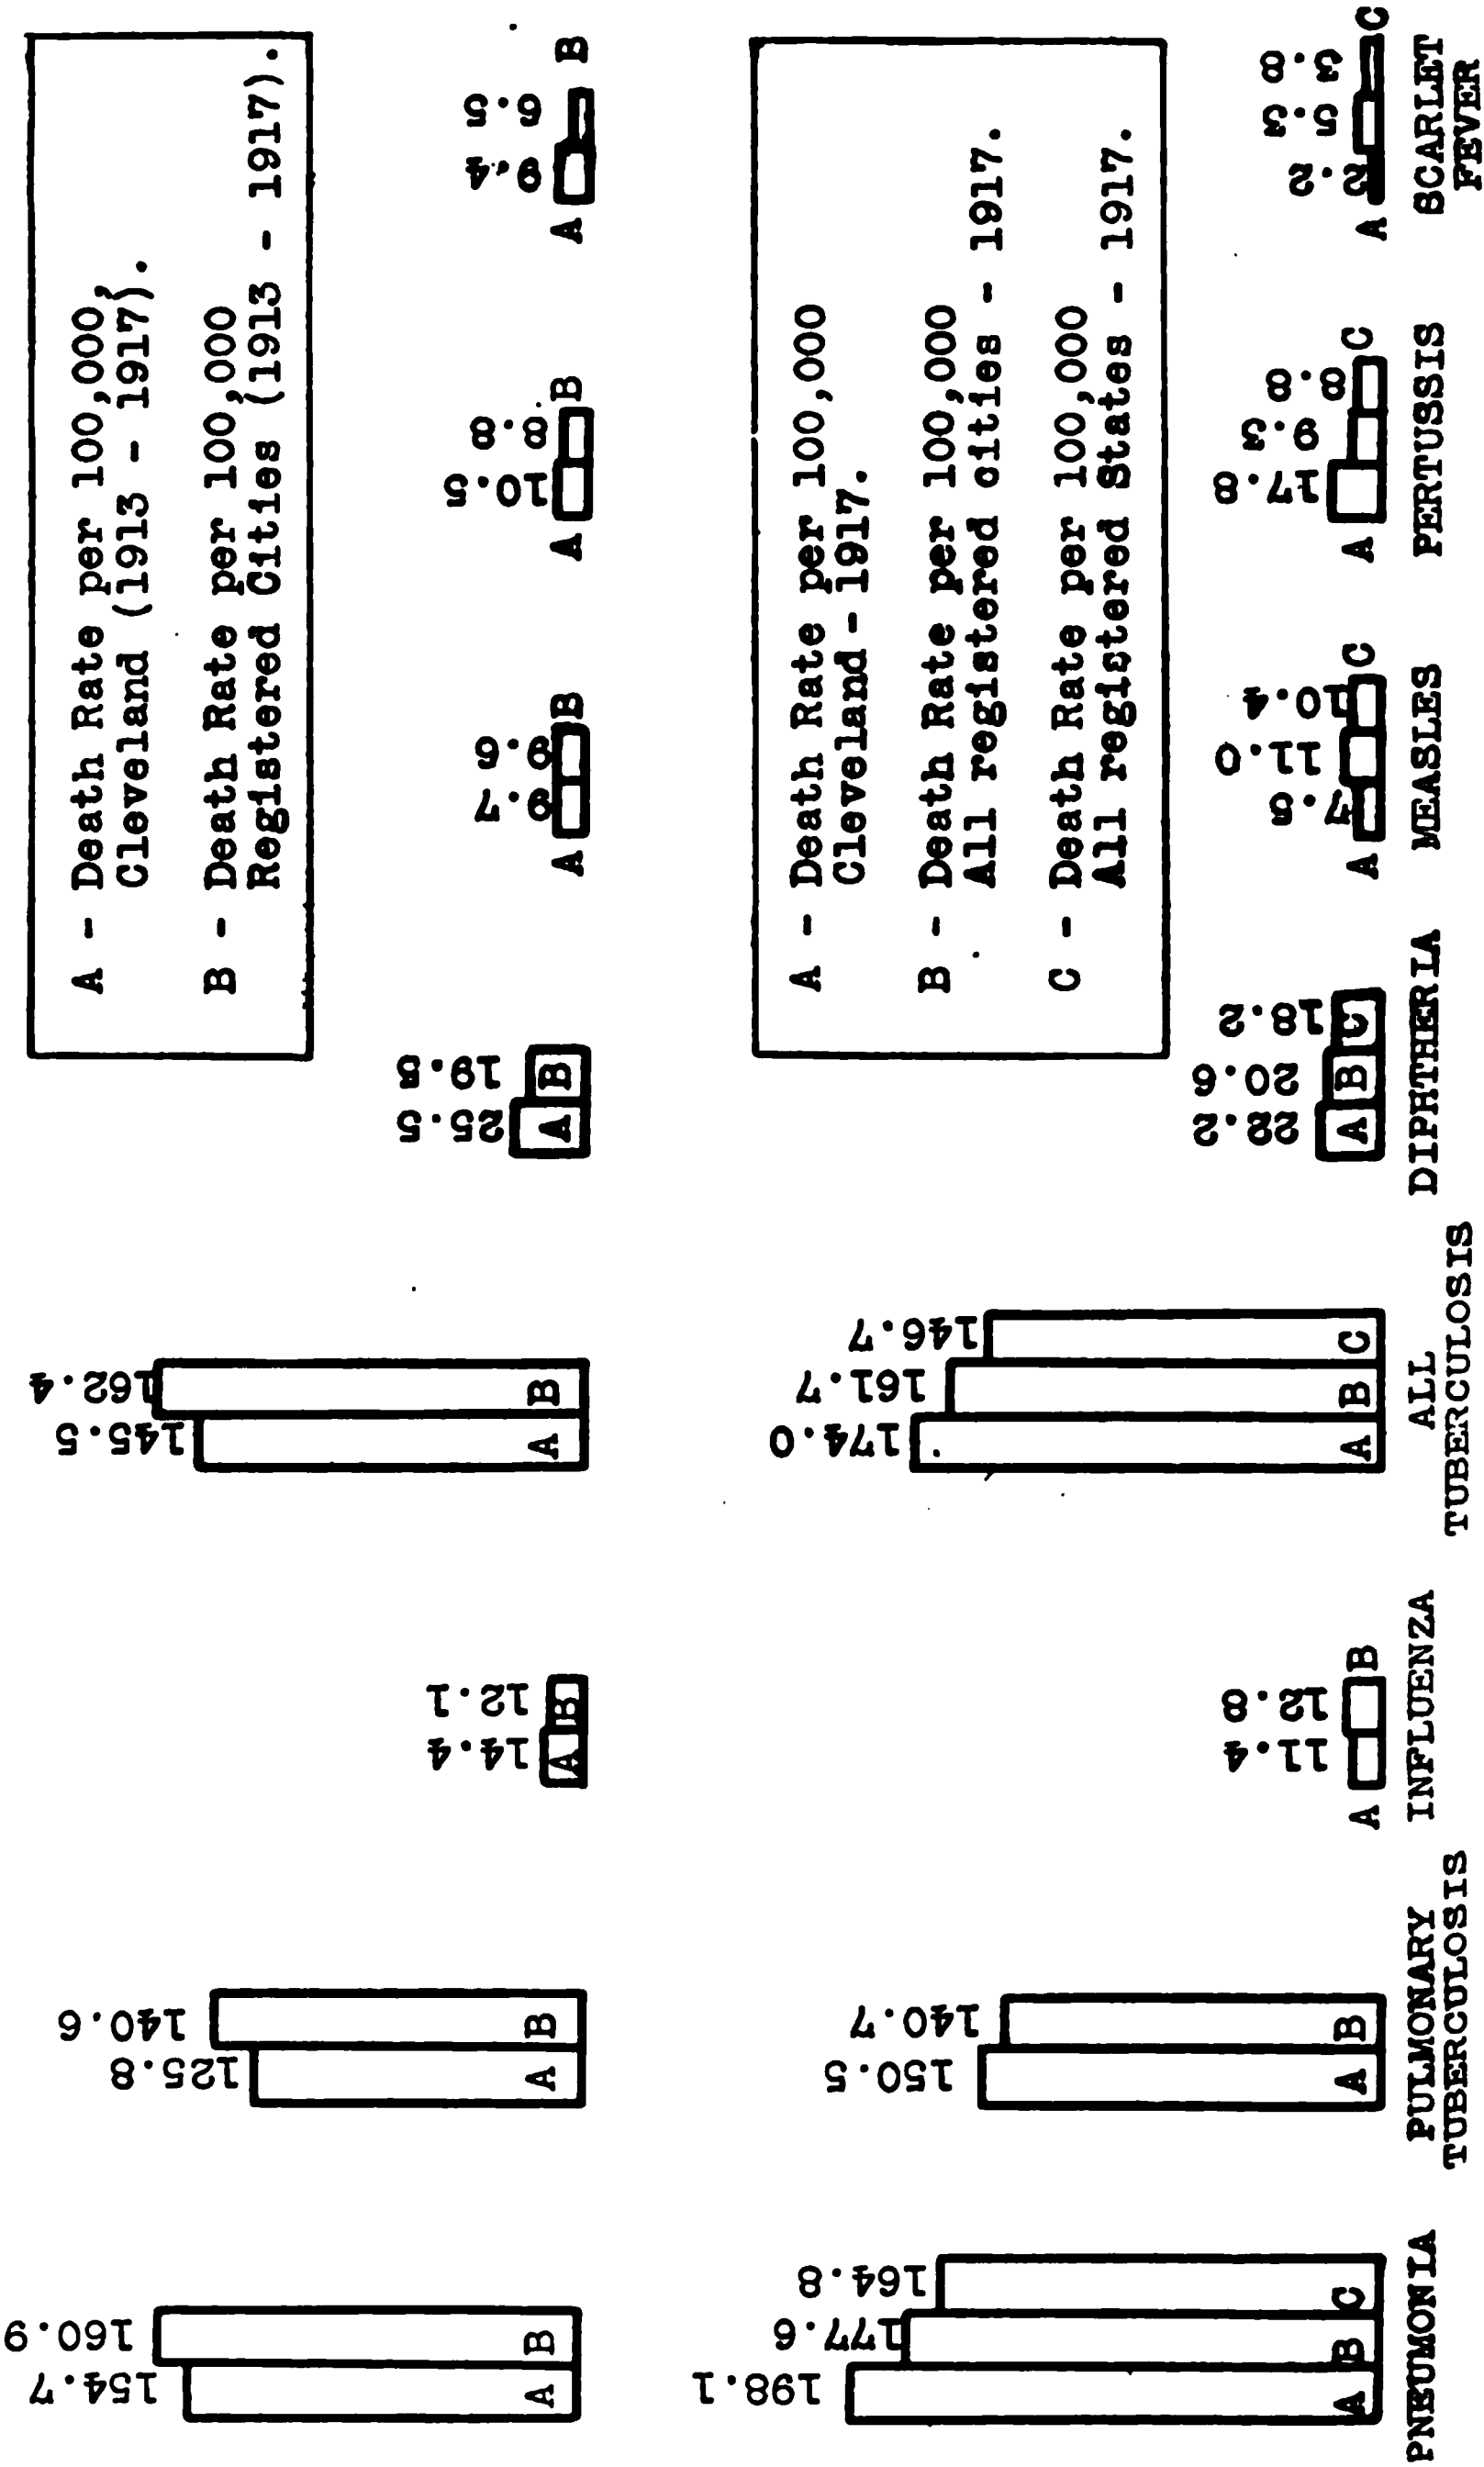 A - Death Rate per 100,000,
Cleveland (1913 - 1917).
B - Death Rate per 100,000
Registered Cities (1913 - 1917).
154.7 160.9
A B
125.8 140.6
A B
14.4 12.1
A B
145.5 162.4
A B
25.5 19.5
A B
9.7 9.6
A B
10.5 8.8
A B
9.4 6.5
A B
A - Death Rate per 100,000
Cleveland - 1917.
B - Death Rate per 100,000
All registered cities - 1917.
C - Death Rate per 100,000
All registered States - 1917.
198.1 177.6 164.8
A B C
PNEUMONIA
150.5 140.7
A B
PULMONARY
TUBERCULOSIS
11.4 12.8
A B
INFLUENZA
174.0 161.7 146.7
A B C
ALL
TUBERCULOSIS
22.2 20.6 18.2
A B C
DIPHTHERIA
7.5 11.0 10.4
A C
MEASLES
17.8 9.3 8.8
A C
PERTUSSIS
2.2 5.3 3.8
A C
SCARLET
FEVER